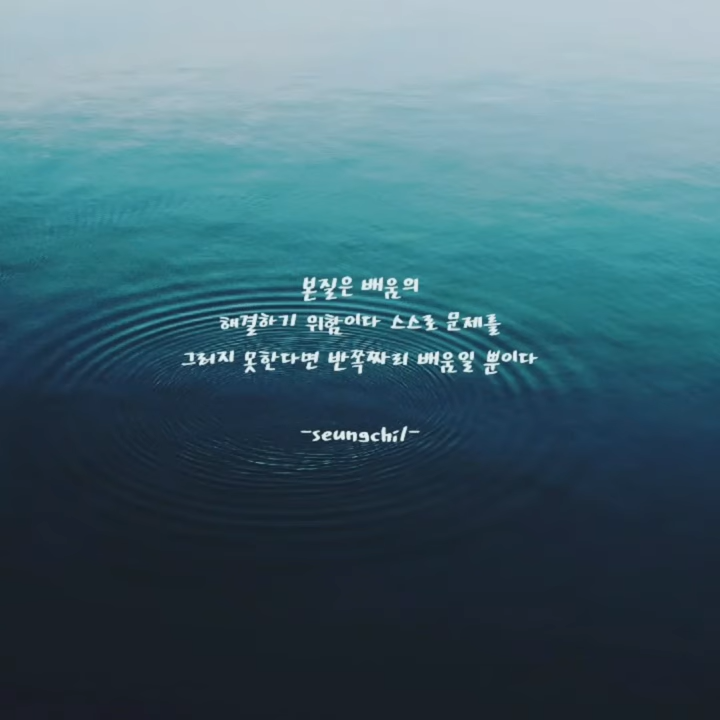 본질은 배움의
해결하기 위함이다 스스로 문제를
그러지 못한다면 반쪽짜리 배움일 뿐이다
-seungchil-